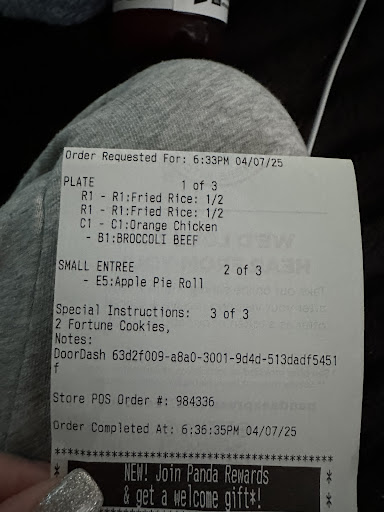 Order Requested For: 6:33PM 04/07/25
PLATE 1 of 3
R1 - R1:Fried Rice: 1/2
R1 - R1:Fried Rice: 1/2
C1 - C1:Orange Chicken
- B1:BROCCOLI BEEF
SMALL ENTREE 2 of 3
- E5:Apple Pie Roll
Special Instructions: 3 of 3
2 Fortune Cookies,
Notes:
DoorDash 63d2f009-a8a0-3001-9d4d-513dadf5451
f
Store POS Order #: 984336
Order Completed At: 6:36:35PM 04/07/25
NEW! Join Panda Rewards
& get a welcome gift*!